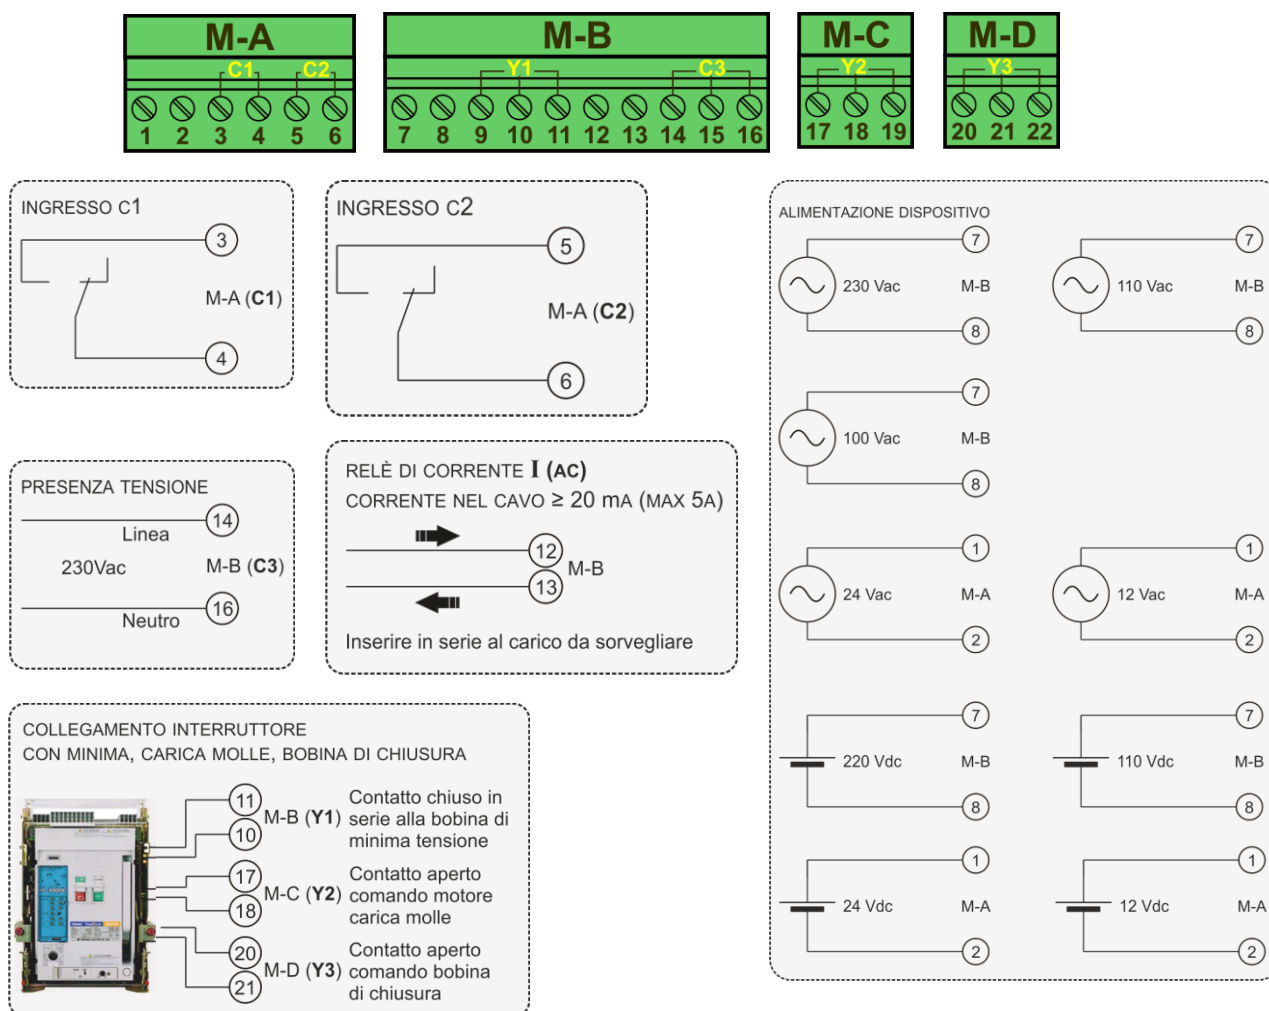 M-A
M-B
M-C
M-D
C1 C2
Y1 C3
Y2
Y3
1 2 3 4 5 6
7 8 9 10 11 12 13 14 15 16
17 18 19
20 21 22
INGRESSO C1
3
M-A (C1)
4
INGRESSO C2
5
M-A (C2)
6
ALIMENTAZIONE DISPOSITIVO
7
230 Vac M-B
8
7
110 Vac M-B
8
7
100 Vac M-B
8
1
24 Vac M-A
2
1
12 Vac M-A
2
7
220 Vdc M-B
8
7
110 Vdc M-B
8
1
24 Vdc M-A
2
1
12 Vdc M-A
2
PRESENZA TENSIONE
14
Linea
230Vac M-B (C3)
16
Neutro
RELÈ DI CORRENTE I (AC)
CORRENTE NEL CAVO ≥ 20 mA (MAX 5A)
12
M-B
13
Inserire in serie al carico da sorvegliare
COLLEGAMENTO INTERRUTTORE
CON MINIMA, CARICA MOLLE, BOBINA DI CHIUSURA
11
M-B (Y1)
10
Contatto chiuso in
serie alla bobina di
minima tensione
17
M-C (Y2)
18
Contatto aperto
comando motore
carica molle
20
M-D (Y3)
21
Contatto aperto
comando bobina
di chiusura